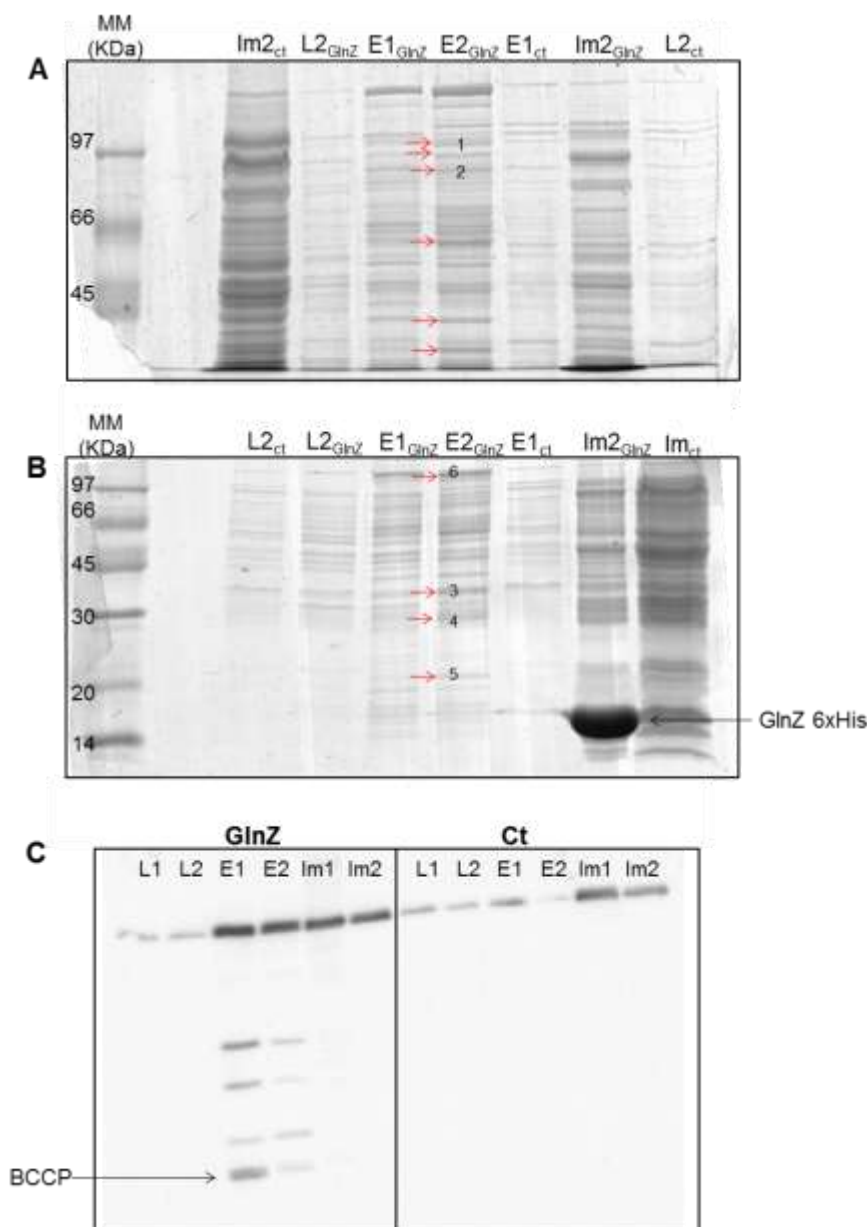 MM
(KDa)
Im2ct L2GlnZ E1GlnZ E2GlnZ E1ct Im2GlnZ L2ct
A
97
1
2
66
45
MM
(KDa)
L2ct L2GlnZ E1GlnZ E2GlnZ E1ct Im2GlnZ Imct
B
6
97
66
45
3
30
4
5
20
GlnZ 6xHis
14
GlnZ Ct
C
L1 L2 E1 E2 Im1 Im2 L1 L2 E1 E2 Im1 Im2
BCCP